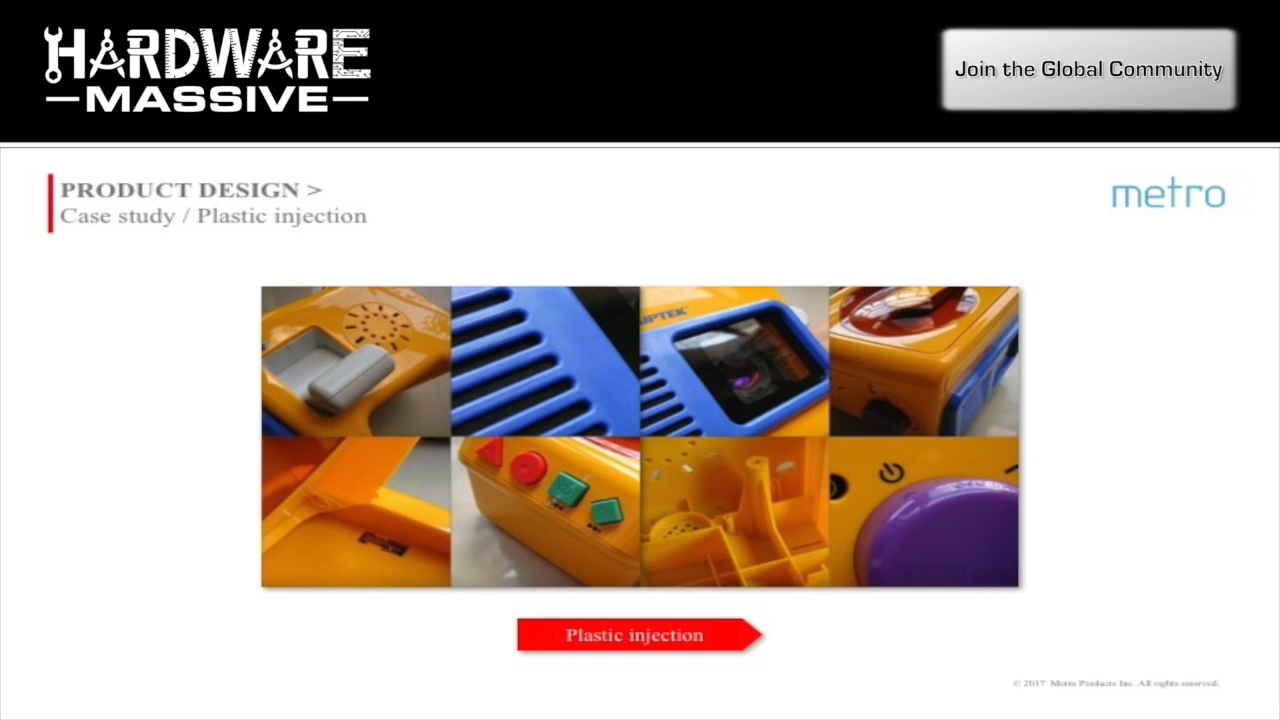 HARDWARE
MASSIVE
Join the Global Community
PRODUCT DESIGN >
Case study / Plastic injection
metro
Plastic injection
© 2017 Metro Products Inc. All rights reserved.